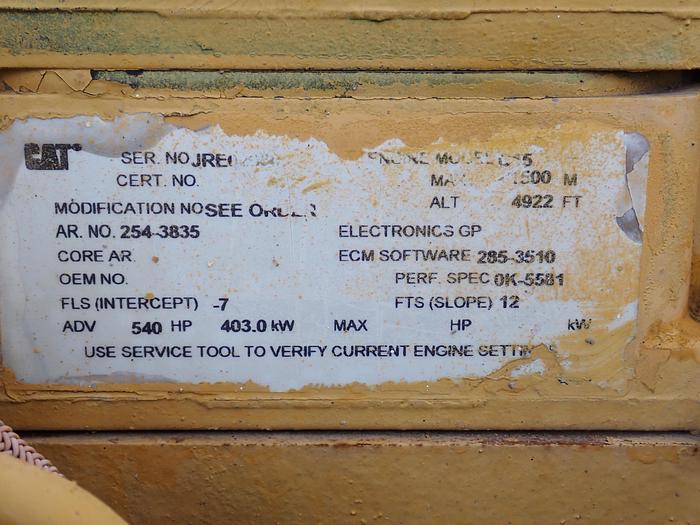 CAT SER. NO ENGINE MODEL C15
CERT. NO. MAX 1500 M
MODIFICATION NO SEE ALT 4922 FT
AR. NO. 254-3835 ELECTRONICS GP
CORE AR. ECM SOFTWARE 285-3510
OEM NO. PERF. SPEC 0K-5581
FLS (INTERCEPT) -7 FTS (SLOPE) 12
ADV 540 HP 403.0 kW MAX HP kW
USE SERVICE TOOL TO VERIFY CURRENT ENGINE